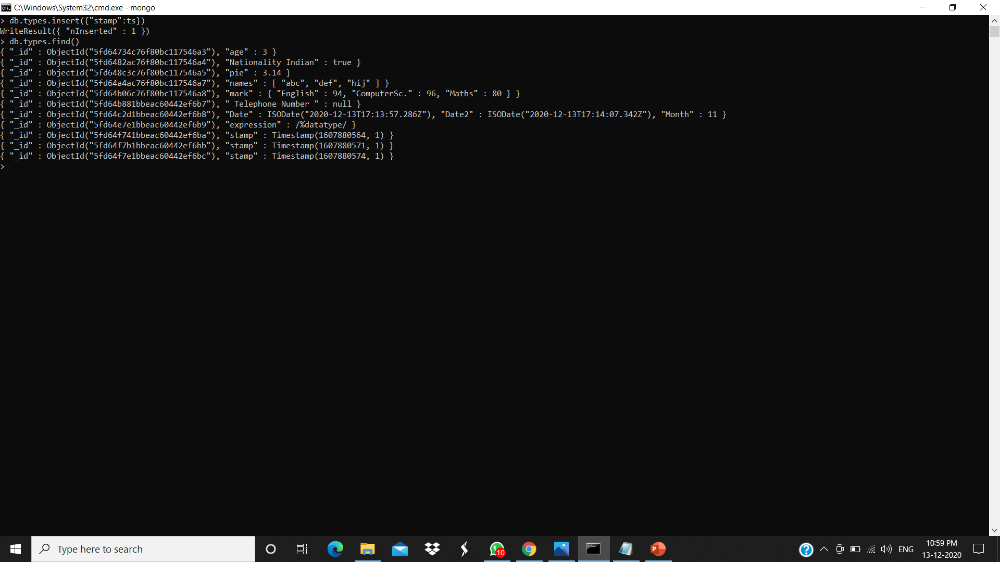 C:\Windows\System32\cmd.exe - mongo
> db.types.insert({"stamp":ts})
WriteResult({ "nInserted" : 1 })
> db.types.find()
{ "_id" : ObjectId("5fd64734c76f80bc117546a3"), "age" : 3 }
{ "_id" : ObjectId("5fd6482ac76f80bc117546a4"), "Nationality Indian" : true }
{ "_id" : ObjectId("5fd648c3c76f80bc117546a5"), "pie" : 3.14 }
{ "_id" : ObjectId("5fd64a4ac76f80bc117546a7"), "names" : [ "abc", "def", "hij" ] }
{ "_id" : ObjectId("5fd64b06c76f80bc117546a8"), "mark" : { "English" : 94, "ComputerSc." : 96, "Maths" : 80 } }
{ "_id" : ObjectId("5fd64b881bbeac60442ef6b7"), " Telephone Number " : null }
{ "_id" : ObjectId("5fd64c2d1bbeac60442ef6b8"), "Date" : ISODate("2020-12-13T17:13:57.286Z"), "Date2" : ISODate("2020-12-13T17:14:07.342Z"), "Month" : 11 }
{ "_id" : ObjectId("5fd64e7e1bbeac60442ef6b9"), "expression" : /%datatype/ }
{ "_id" : ObjectId("5fd64f741bbeac60442ef6ba"), "stamp" : Timestamp(1607880564, 1) }
{ "_id" : ObjectId("5fd64f7b1bbeac60442ef6bb"), "stamp" : Timestamp(1607880571, 1) }
{ "_id" : ObjectId("5fd64f7e1bbeac60442ef6bc"), "stamp" : Timestamp(1607880574, 1) }
>
Type here to search
10
ENG
10:59 PM
13-12-2020